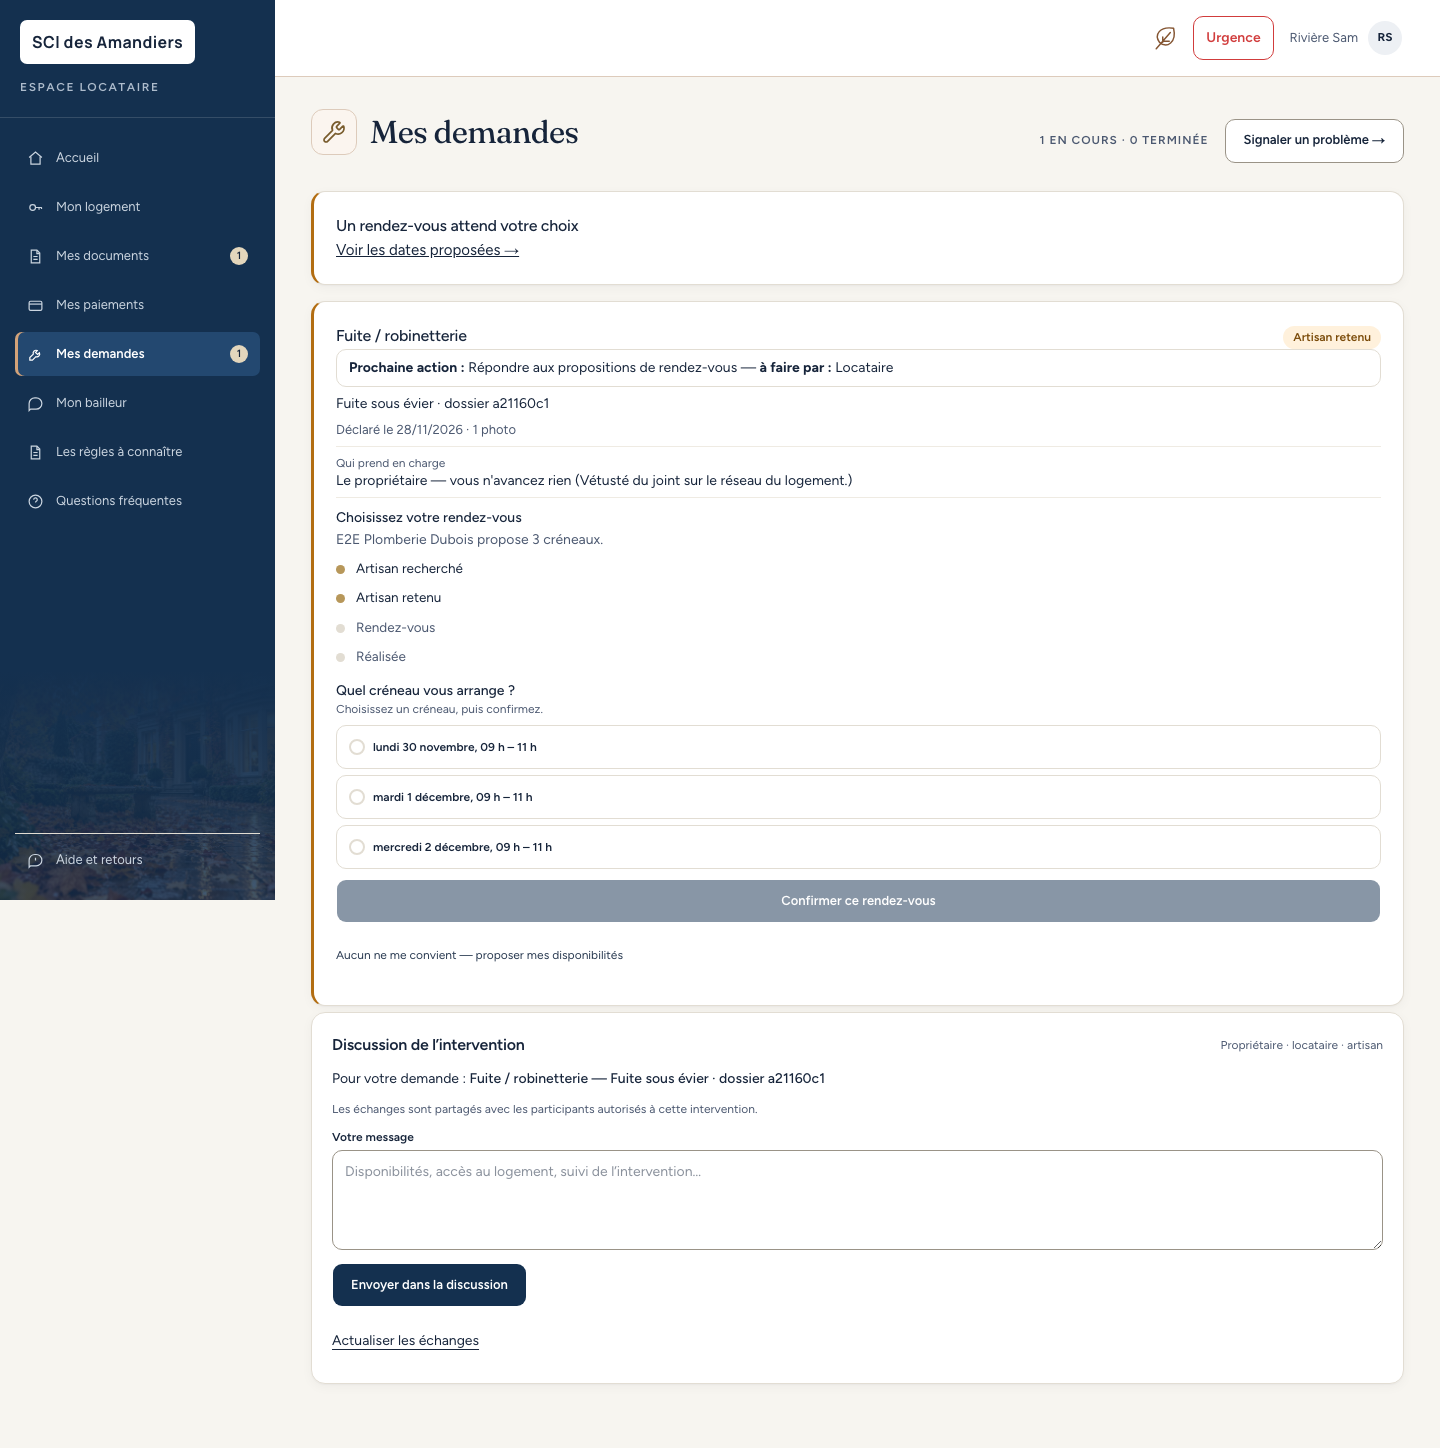 SCI des Amandiers
ESPACE LOCATAIRE
Accueil
Mon logement
Mes documents 1
Mes paiements
Mes demandes 1
Mon bailleur
Les règles à connaître
Questions fréquentes
Aide et retours
Urgence Rivière Sam RS
Mes demandes
1 EN COURS · 0 TERMINÉE Signaler un problème →
Un rendez-vous attend votre choix
Voir les dates proposées →
Fuite / robinetterie Artisan retenu
Prochaine action : Répondre aux propositions de rendez-vous — à faire par : Locataire
Fuite sous évier · dossier a21160c1
Déclaré le 28/11/2026 · 1 photo
Qui prend en charge
Le propriétaire — vous n'avancez rien (Vétusté du joint sur le réseau du logement.)
Choisissez votre rendez-vous
E2E Plomberie Dubois propose 3 créneaux.
Artisan recherché
Artisan retenu
Rendez-vous
Réalisée
Quel créneau vous arrange ?
Choisissez un créneau, puis confirmez.
lundi 30 novembre, 09 h – 11 h
mardi 1 décembre, 09 h – 11 h
mercredi 2 décembre, 09 h – 11 h
Confirmer ce rendez-vous
Aucun ne me convient — proposer mes disponibilités
Discussion de l’intervention Propriétaire · locataire · artisan
Pour votre demande : Fuite / robinetterie — Fuite sous évier · dossier a21160c1
Les échanges sont partagés avec les participants autorisés à cette intervention.
Votre message
Disponibilités, accès au logement, suivi de l’intervention…
Envoyer dans la discussion
Actualiser les échanges